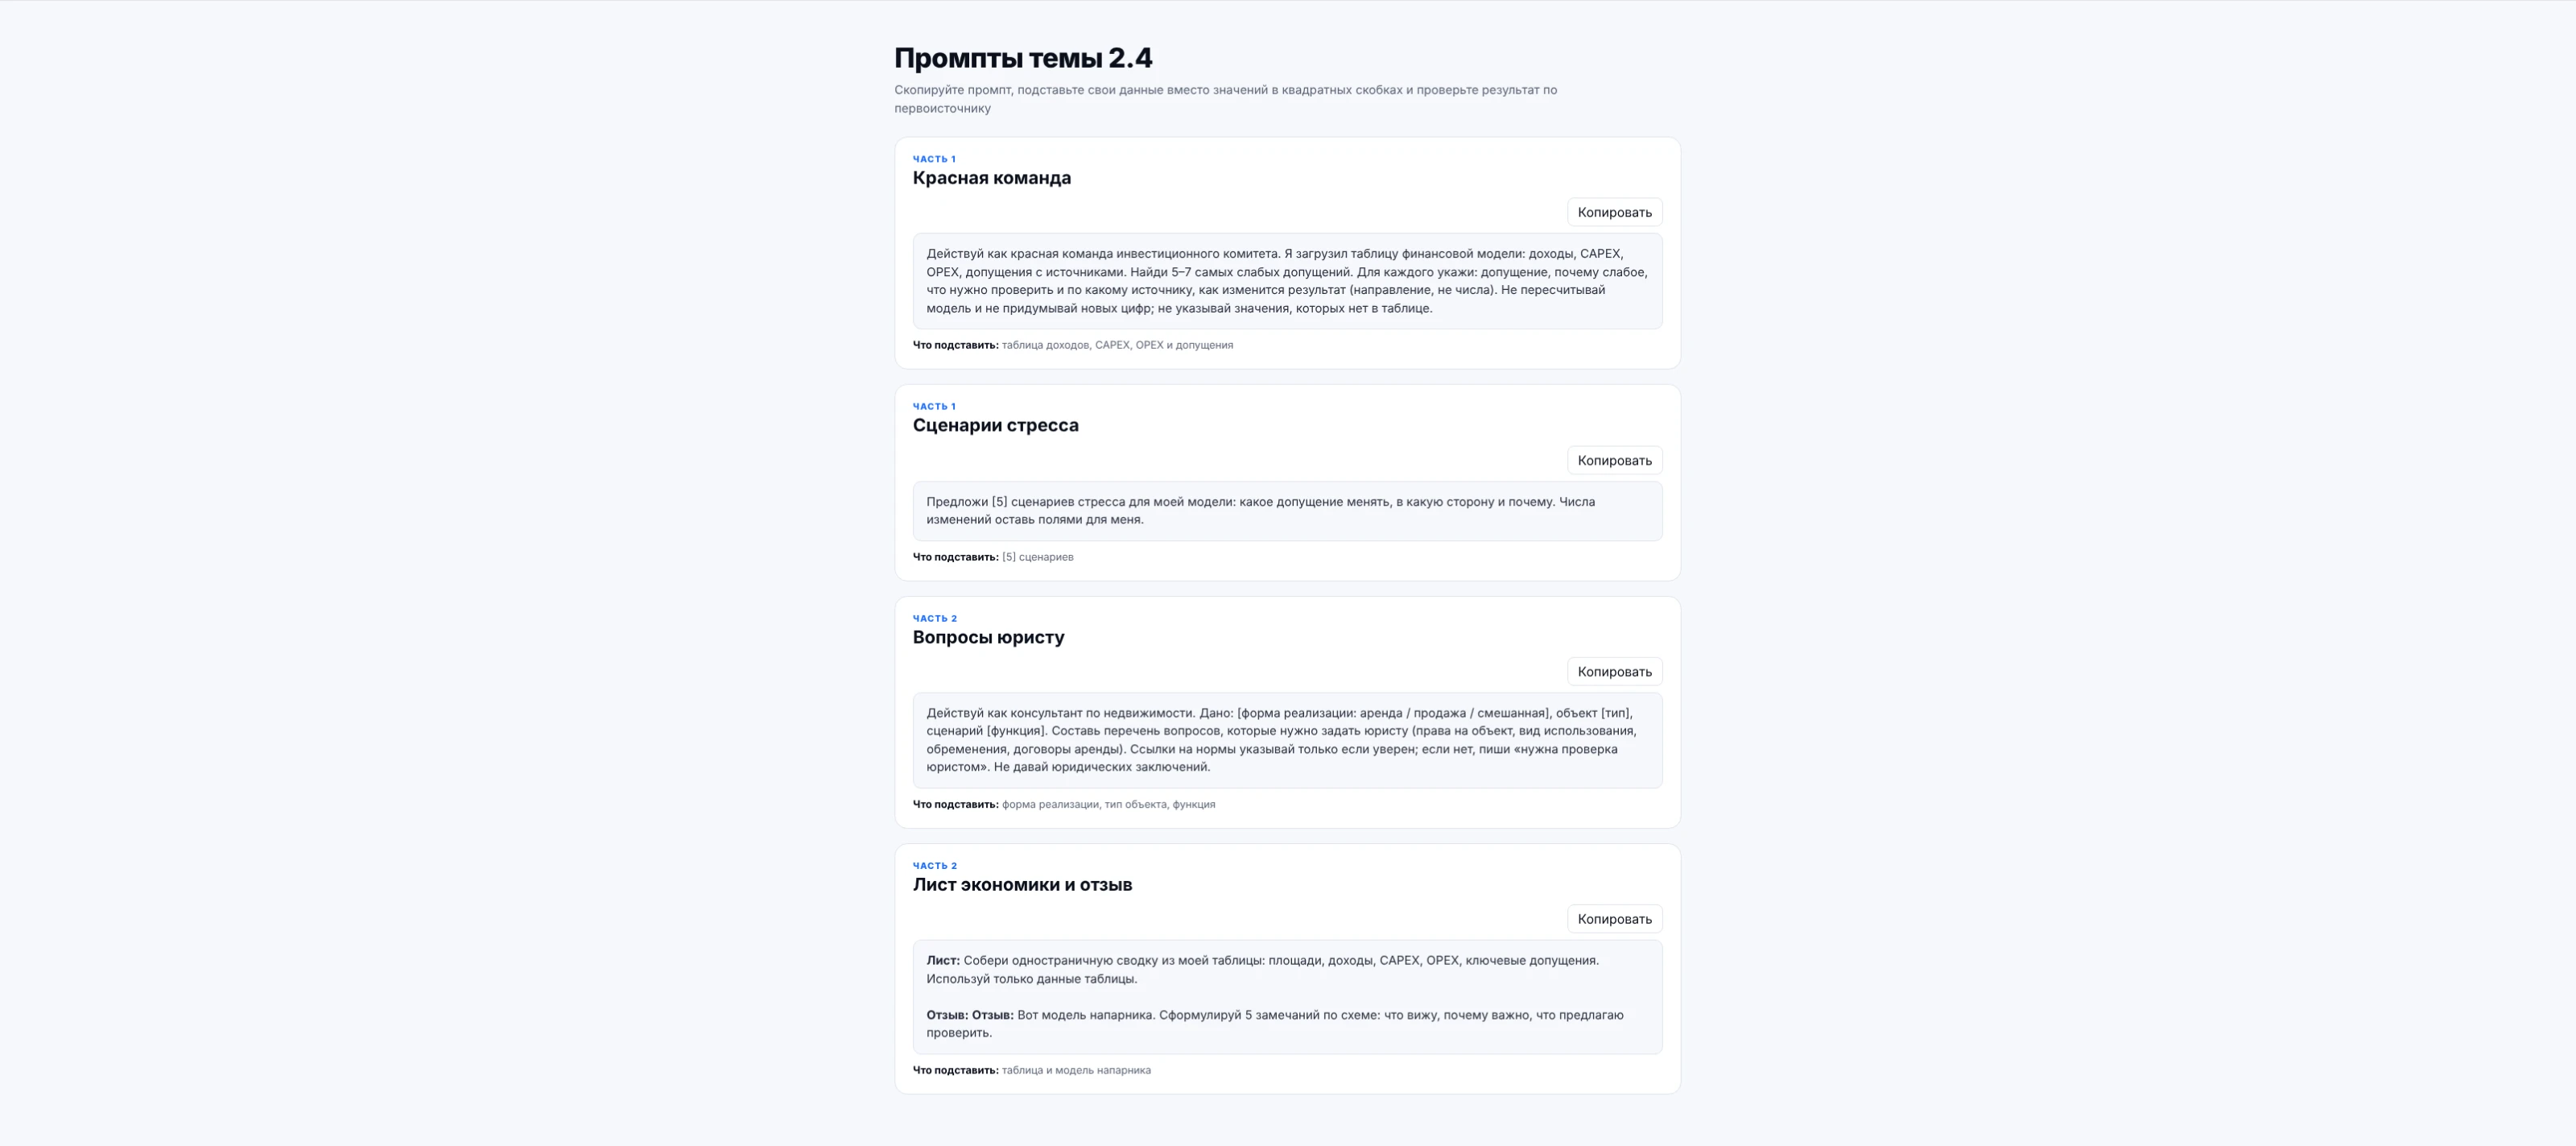 Промпты темы 2.4
Скопируйте промпт, подставьте свои данные вместо значений в квадратных скобках и проверьте результат по
первоисточнику
ЧАСТЬ 1
Красная команда
Копировать
Действуй как красная команда инвестиционного комитета. Я загрузил таблицу финансовой модели: доходы, CAPEX,
OPEX, допущения с источниками. Найди 5–7 самых слабых допущений. Для каждого укажи: допущение, почему слабое,
что нужно проверить и по какому источнику, как изменится результат (направление, не числа). Не пересчитывай
модель и не придумывай новых цифр; не указывай значения, которых нет в таблице.
Что подставить: таблица доходов, CAPEX, OPEX и допущения
ЧАСТЬ 1
Сценарии стресса
Копировать
Предложи [5] сценариев стресса для моей модели: какое допущение менять, в какую сторону и почему. Числа
изменений оставь полями для меня.
Что подставить: [5] сценариев
ЧАСТЬ 2
Вопросы юристу
Копировать
Действуй как консультант по недвижимости. Дано: [форма реализации: аренда / продажа / смешанная], объект [тип],
сценарий [функция]. Составь перечень вопросов, которые нужно задать юристу (права на объект, вид использования,
обременения, договоры аренды). Ссылки на нормы указывай только если уверен; если нет, пиши «нужна проверка
юристом». Не давай юридических заключений.
Что подставить: форма реализации, тип объекта, функция
ЧАСТЬ 2
Лист экономики и отзыв
Копировать
Лист: Собери одностраничную сводку из моей таблицы: площади, доходы, CAPEX, OPEX, ключевые допущения.
Используй только данные таблицы.
Отзыв: Отзыв: Вот модель напарника. Сформулируй 5 замечаний по схеме: что вижу, почему важно, что предлагаю
проверить.
Что подставить: таблица и модель напарника